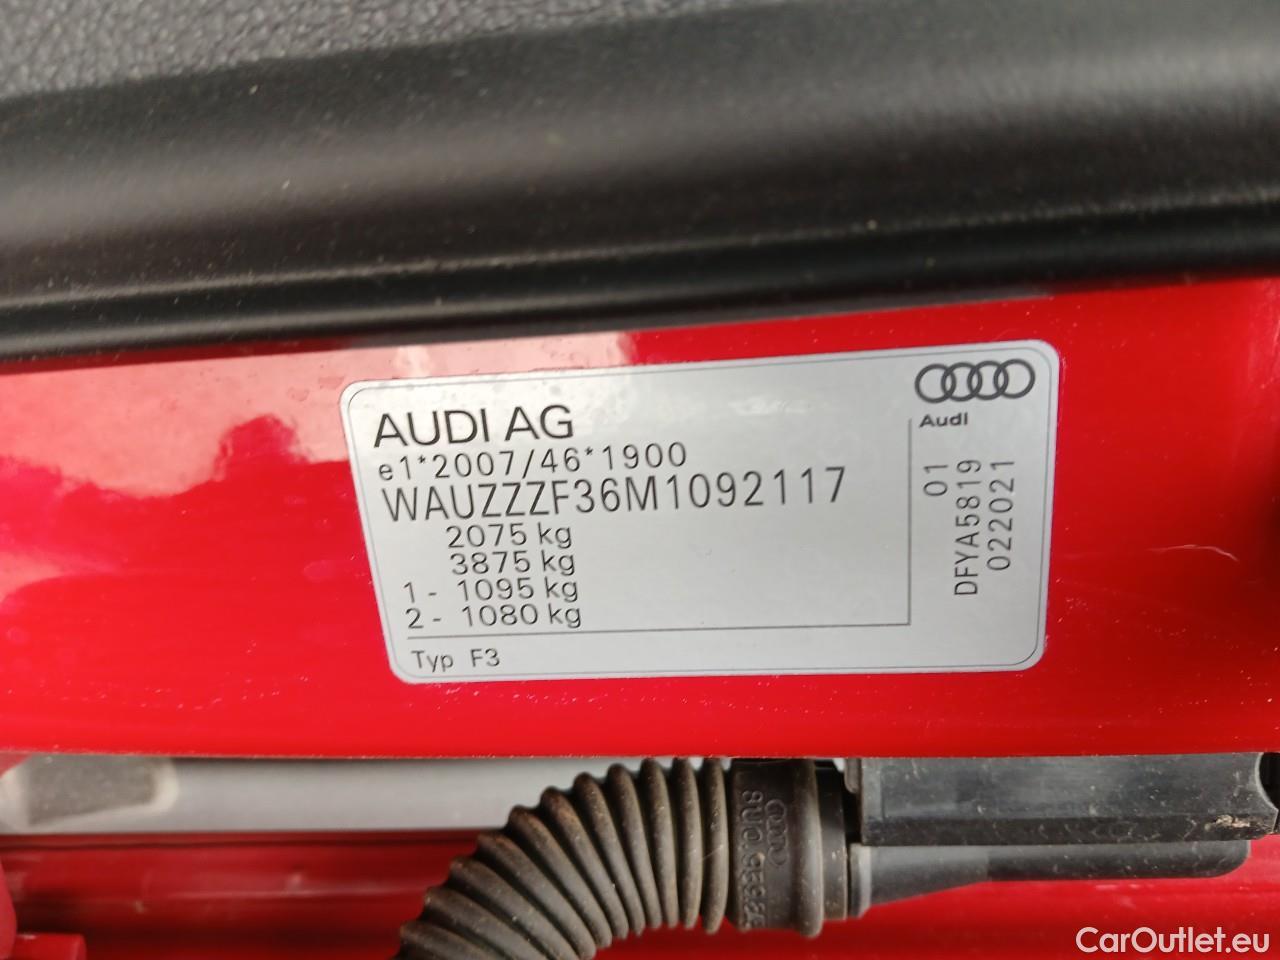 AUDI AG
e1*2007/46*1900
WAUZZZF36M1092117
2075 kg
3875 kg
1 - 1095 kg
2 - 1080 kg
Typ F3
Audi
01
DFYA5819
022021
CarOutlet.eu